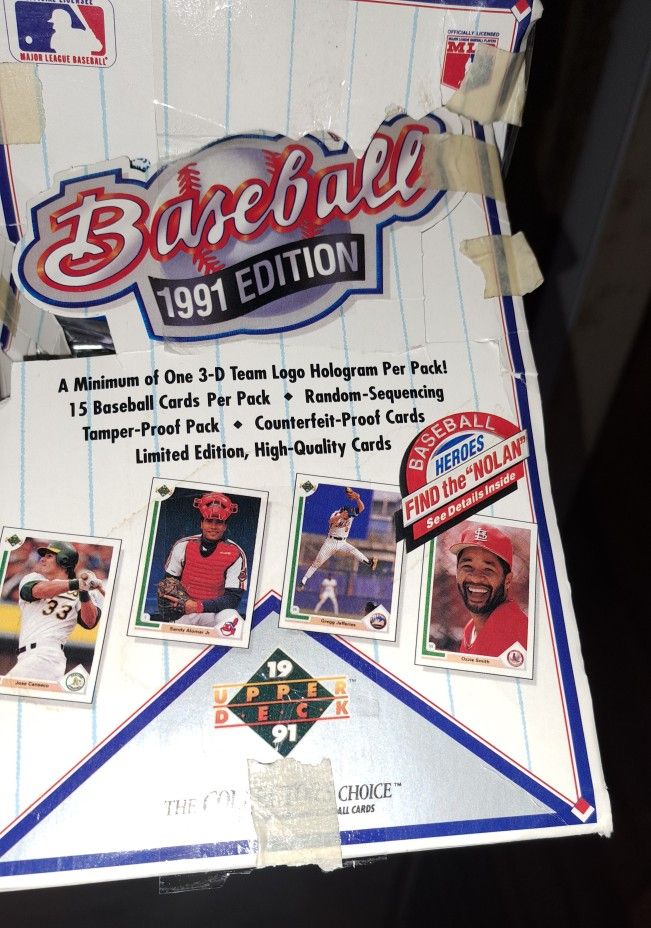 MAJOR LEAGUE BASEBALL
OFFICIALLY LICENSED
Baseball
1991 EDITION
A Minimum of One 3-D Team Logo Hologram Per Pack!
15 Baseball Cards Per Pack ♦ Random-Sequencing
Tamper-Proof Pack ♦ Counterfeit-Proof Cards
Limited Edition, High-Quality Cards
BASEBALL
HEROES
FIND the "NOLAN"
See Details Inside
33
Jose Canseco
Sandy Alomar Jr.
Gregg Jefferies
Ozzie Smith
19
UPPER
DECK
91
THE CHOICE™
CARDS